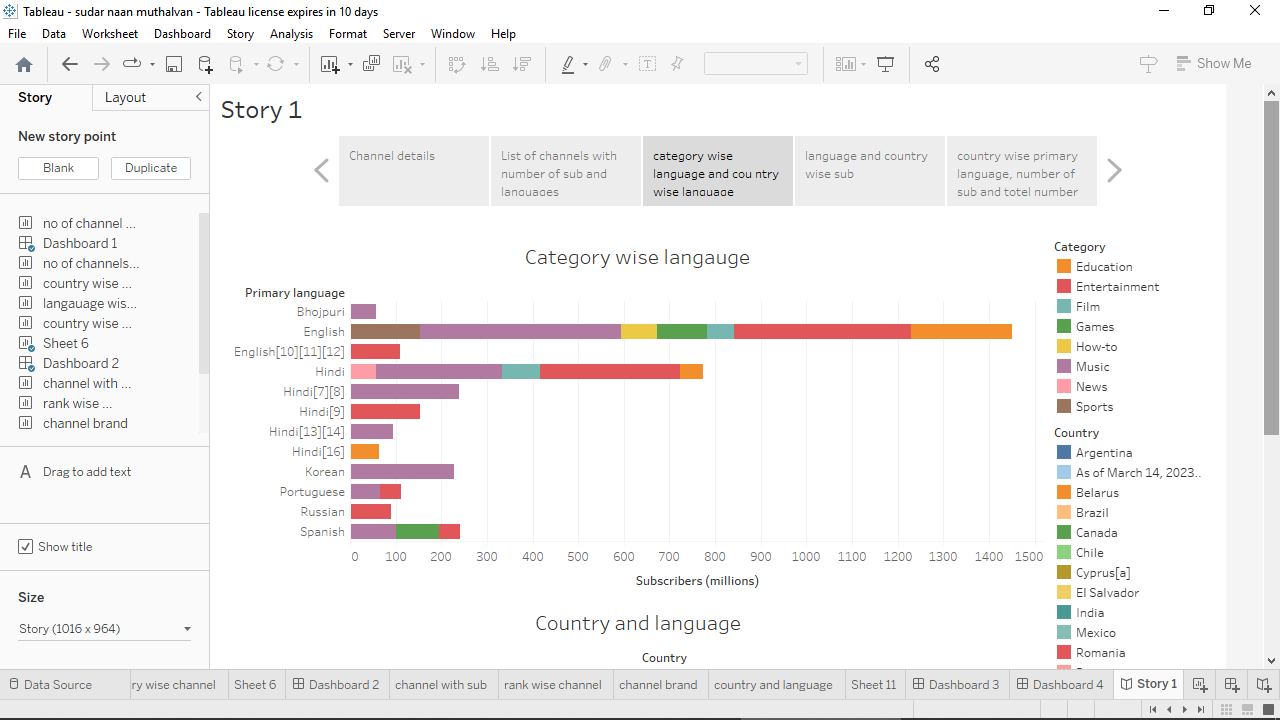 Tableau - sudar naan muthalvan - Tableau license expires in 10 days
File Data Worksheet Dashboard Story Analysis Format Server Window Help
Show Me
Story Layout
New story point
Blank Duplicate
no of channel ...
Dashboard 1
no of channels...
country wise ...
langauage wis...
country wise ...
Sheet 6
Dashboard 2
channel with ...
rank wise ...
channel brand
A Drag to add text
Show title
Size
Story (1016 x 964)
Story 1
Channel details
List of channels with
number of sub and
languages
category wise
language and country
wise language
language and country
wise sub
country wise primary
language, number of
sub and totel number
Category wise langauge
Primary language
Bhojpuri
English
English[10][11][12]
Hindi
Hindi[7][8]
Hindi[9]
Hindi[13][14]
Hindi[16]
Korean
Portuguese
Russian
Spanish
0 100 200 300 400 500 600 700 800 900 1000 1100 1200 1300 1400 1500
Subscribers (millions)
Country and language
Country
Category
Education
Entertainment
Film
Games
How-to
Music
News
Sports
Country
Argentina
As of March 14, 2023..
Belarus
Brazil
Canada
Chile
Cyprus[a]
El Salvador
India
Mexico
Romania
Data Source ry wise channel Sheet 6 Dashboard 2 channel with sub rank wise channel channel brand country and language Sheet 11 Dashboard 3 Dashboard 4 Story 1